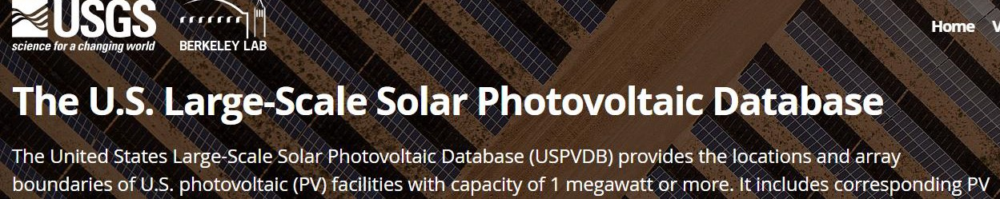 USGS
science for a changing world
BERKELEY LAB
Home
The U.S. Large-Scale Solar Photovoltaic Database
The United States Large-Scale Solar Photovoltaic Database (USPVDB) provides the locations and array
boundaries of U.S. photovoltaic (PV) facilities with capacity of 1 megawatt or more. It includes corresponding PV